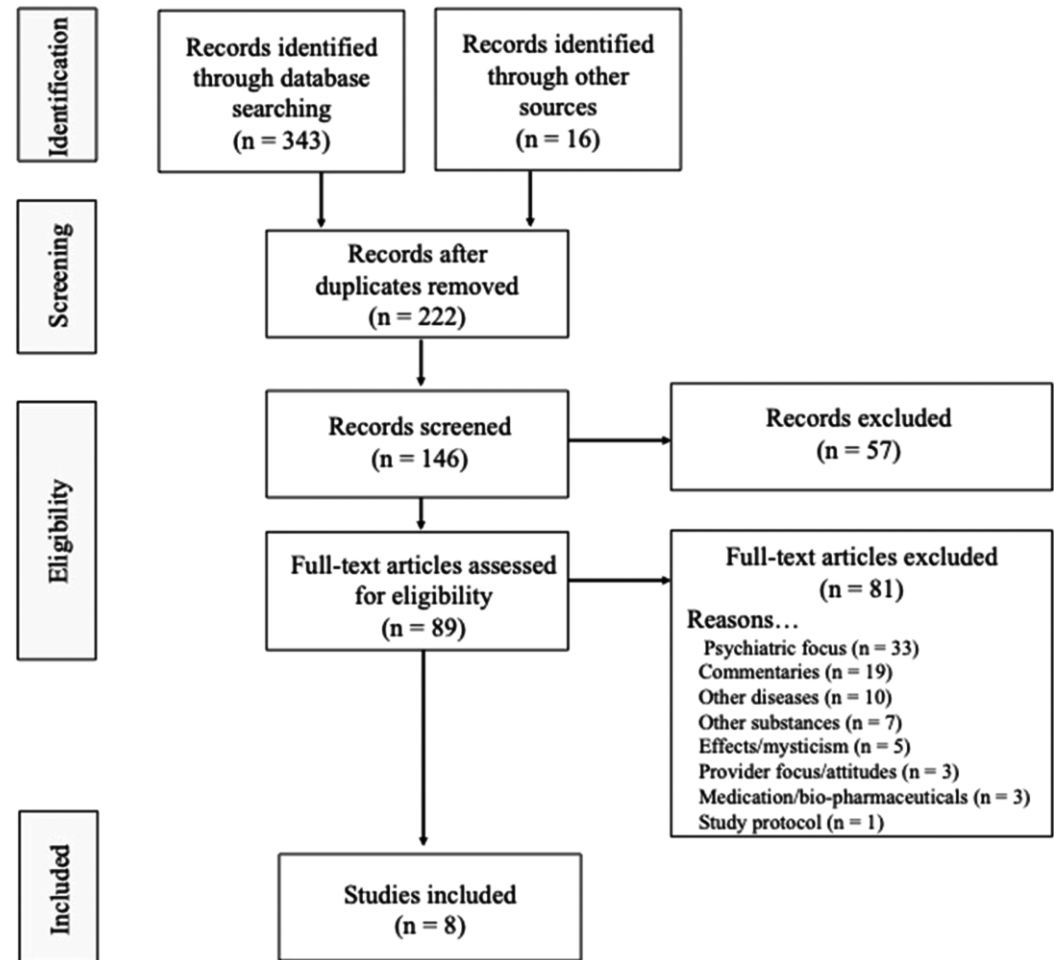 Identification
Records identified
through database
searching
(n = 343)
Records identified
through other
sources
(n = 16)
Screening
Records after
duplicates removed
(n = 222)
Eligibility
Records screened
(n = 146)
Records excluded
(n = 57)
Full-text articles assessed
for eligibility
(n = 89)
Full-text articles excluded
(n = 81)
Reasons…
Psychiatric focus (n = 33)
Commentaries (n = 19)
Other diseases (n = 10)
Other substances (n = 7)
Effects/mysticism (n = 5)
Provider focus/attitudes (n = 3)
Medication/bio-pharmaceuticals (n = 3)
Study protocol (n = 1)
Included
Studies included
(n = 8)